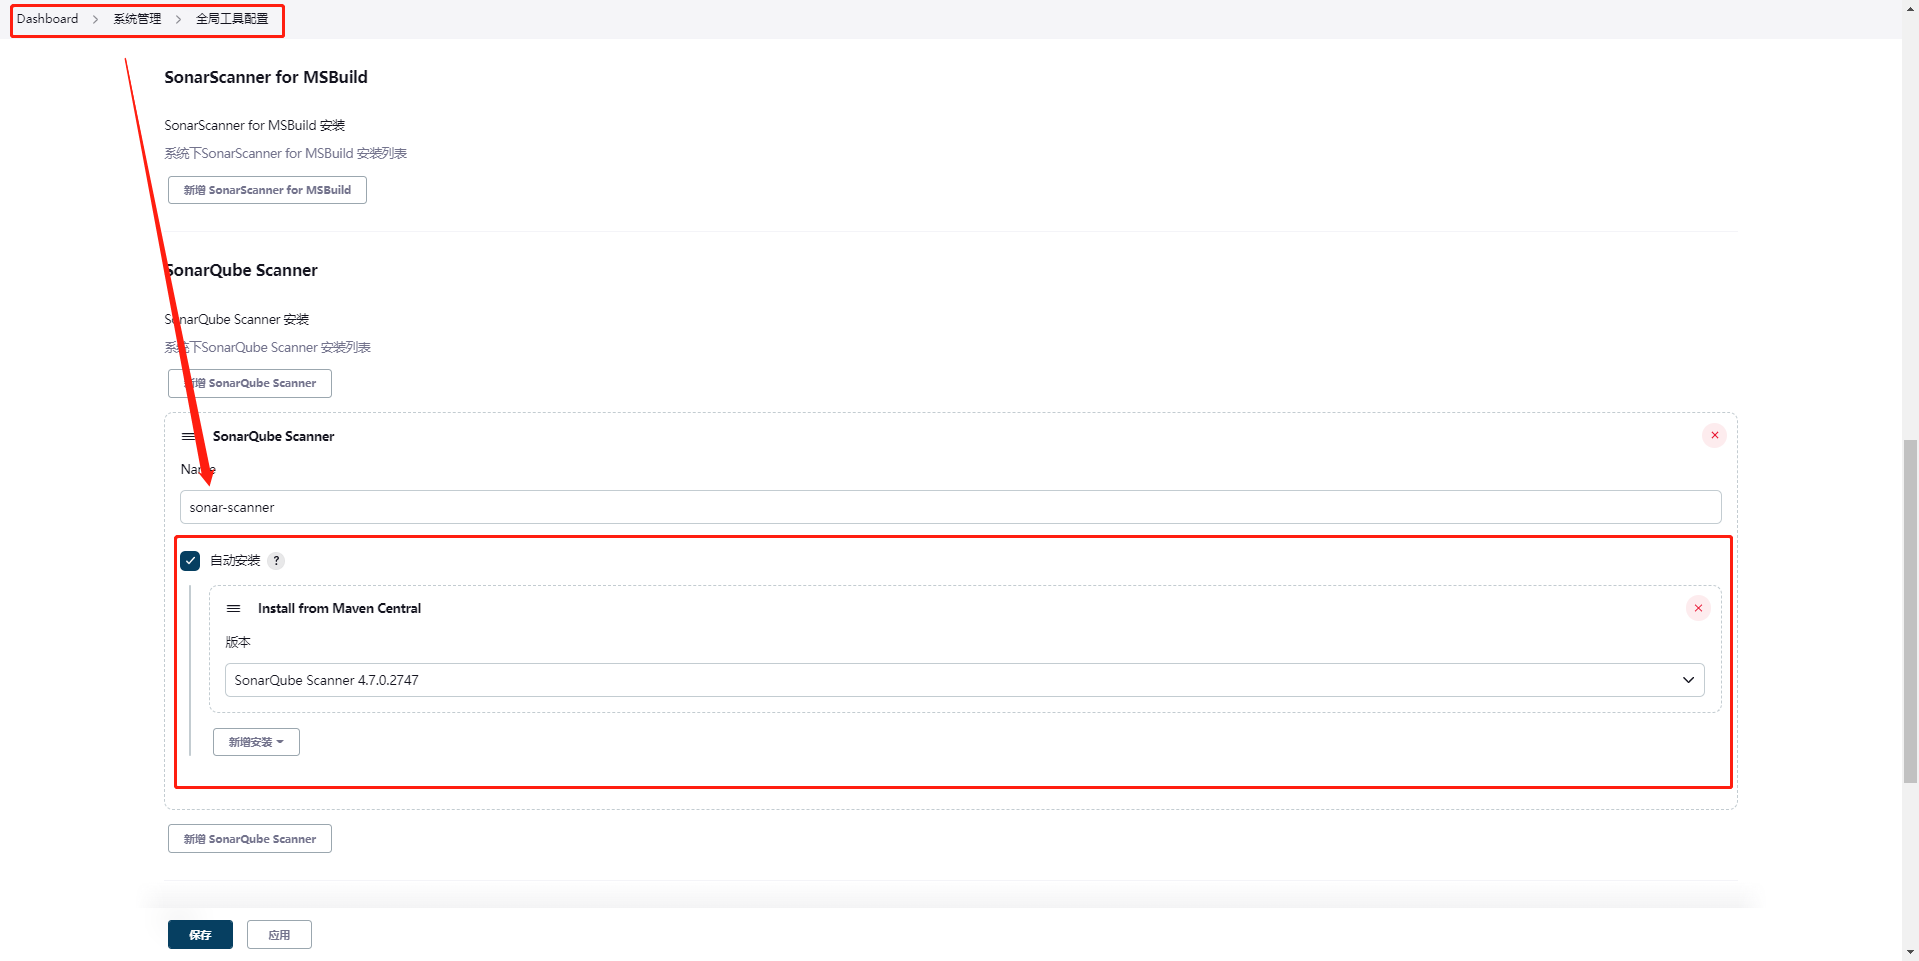 Dashboard > 系统管理 > 全局工具配置
SonarScanner for MSBuild
SonarScanner for MSBuild 安装
系统下SonarScanner for MSBuild 安装列表
新增 SonarScanner for MSBuild
SonarQube Scanner
SonarQube Scanner 安装
系统下SonarQube Scanner 安装列表
新增 SonarQube Scanner
SonarQube Scanner
Name
sonar-scanner
自动安装 ?
Install from Maven Central
版本
SonarQube Scanner 4.7.0.2747
新增安装
新增 SonarQube Scanner
保存 应用